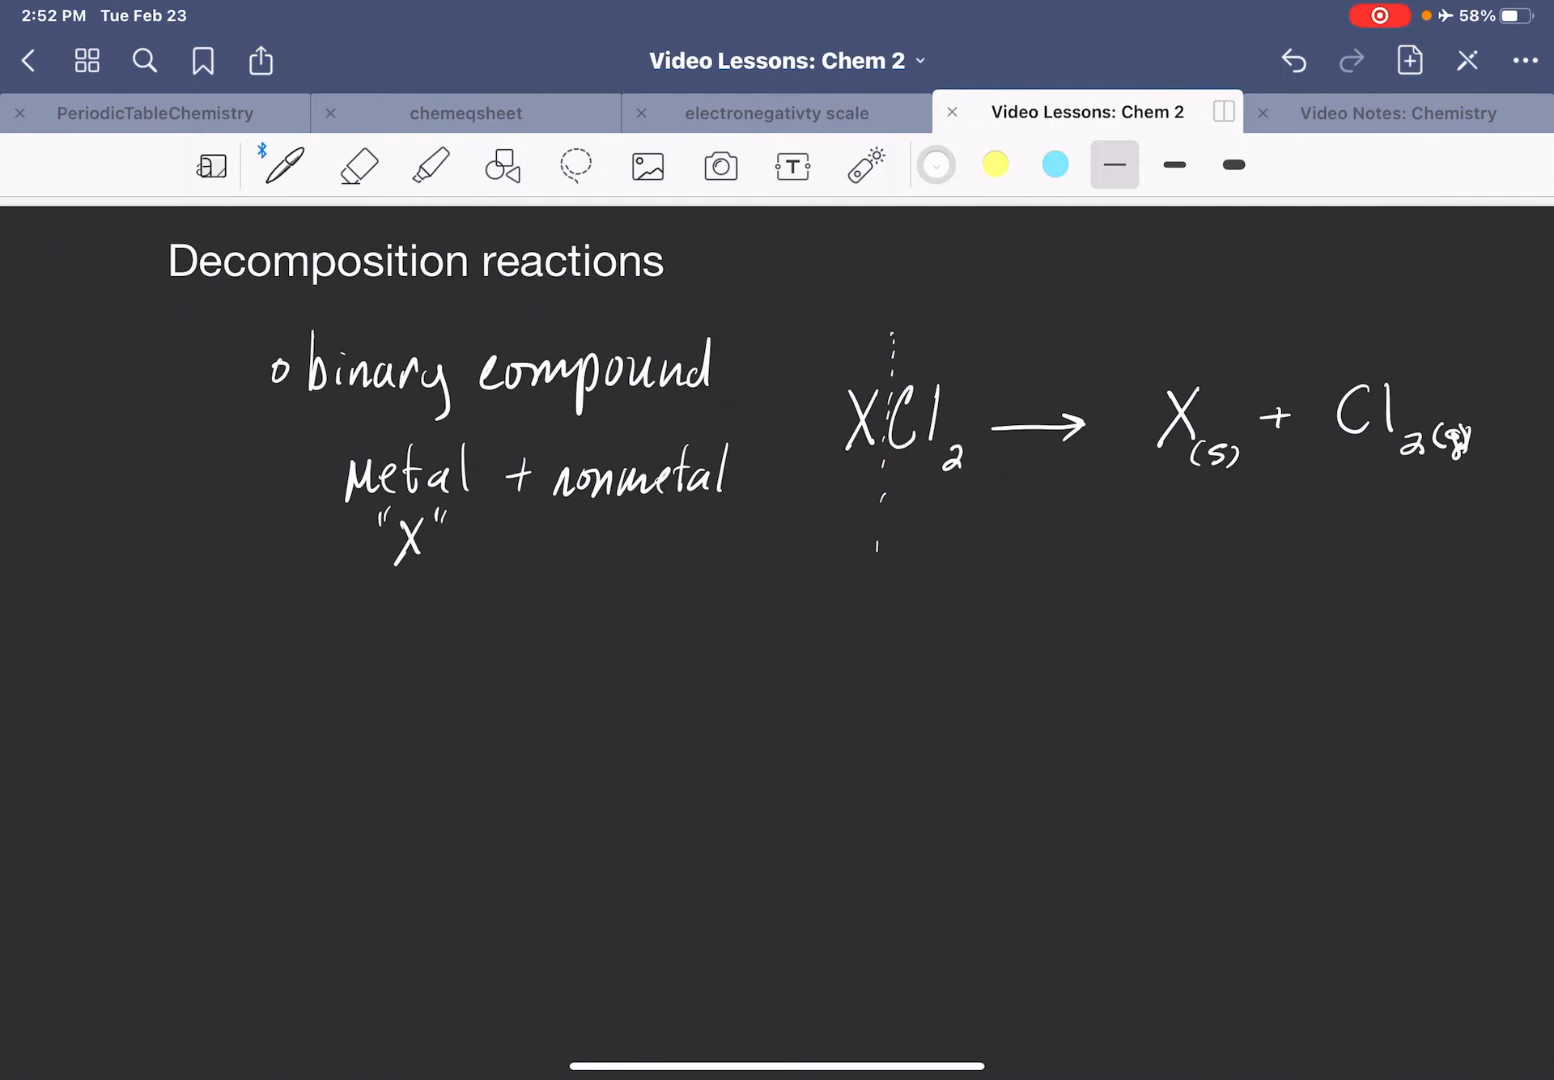 2:52 PM Tue Feb 23 58%
Video Lessons: Chem 2
PeriodicTableChemistry chemeqsheet electronegativty scale Video Lessons: Chem 2 Video Notes: Chemistry
Decomposition reactions
o binary compound
Metal + nonmetal
"X"
XCl₂ → X(s) + Cl₂(g)